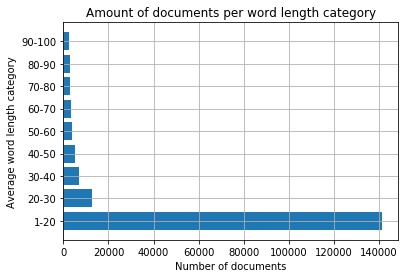 Amount of documents per word length category
Average word length category
90-100
80-90
70-80
60-70
50-60
40-50
30-40
20-30
1-20
0 20000 40000 60000 80000 100000 120000 140000
Number of documents